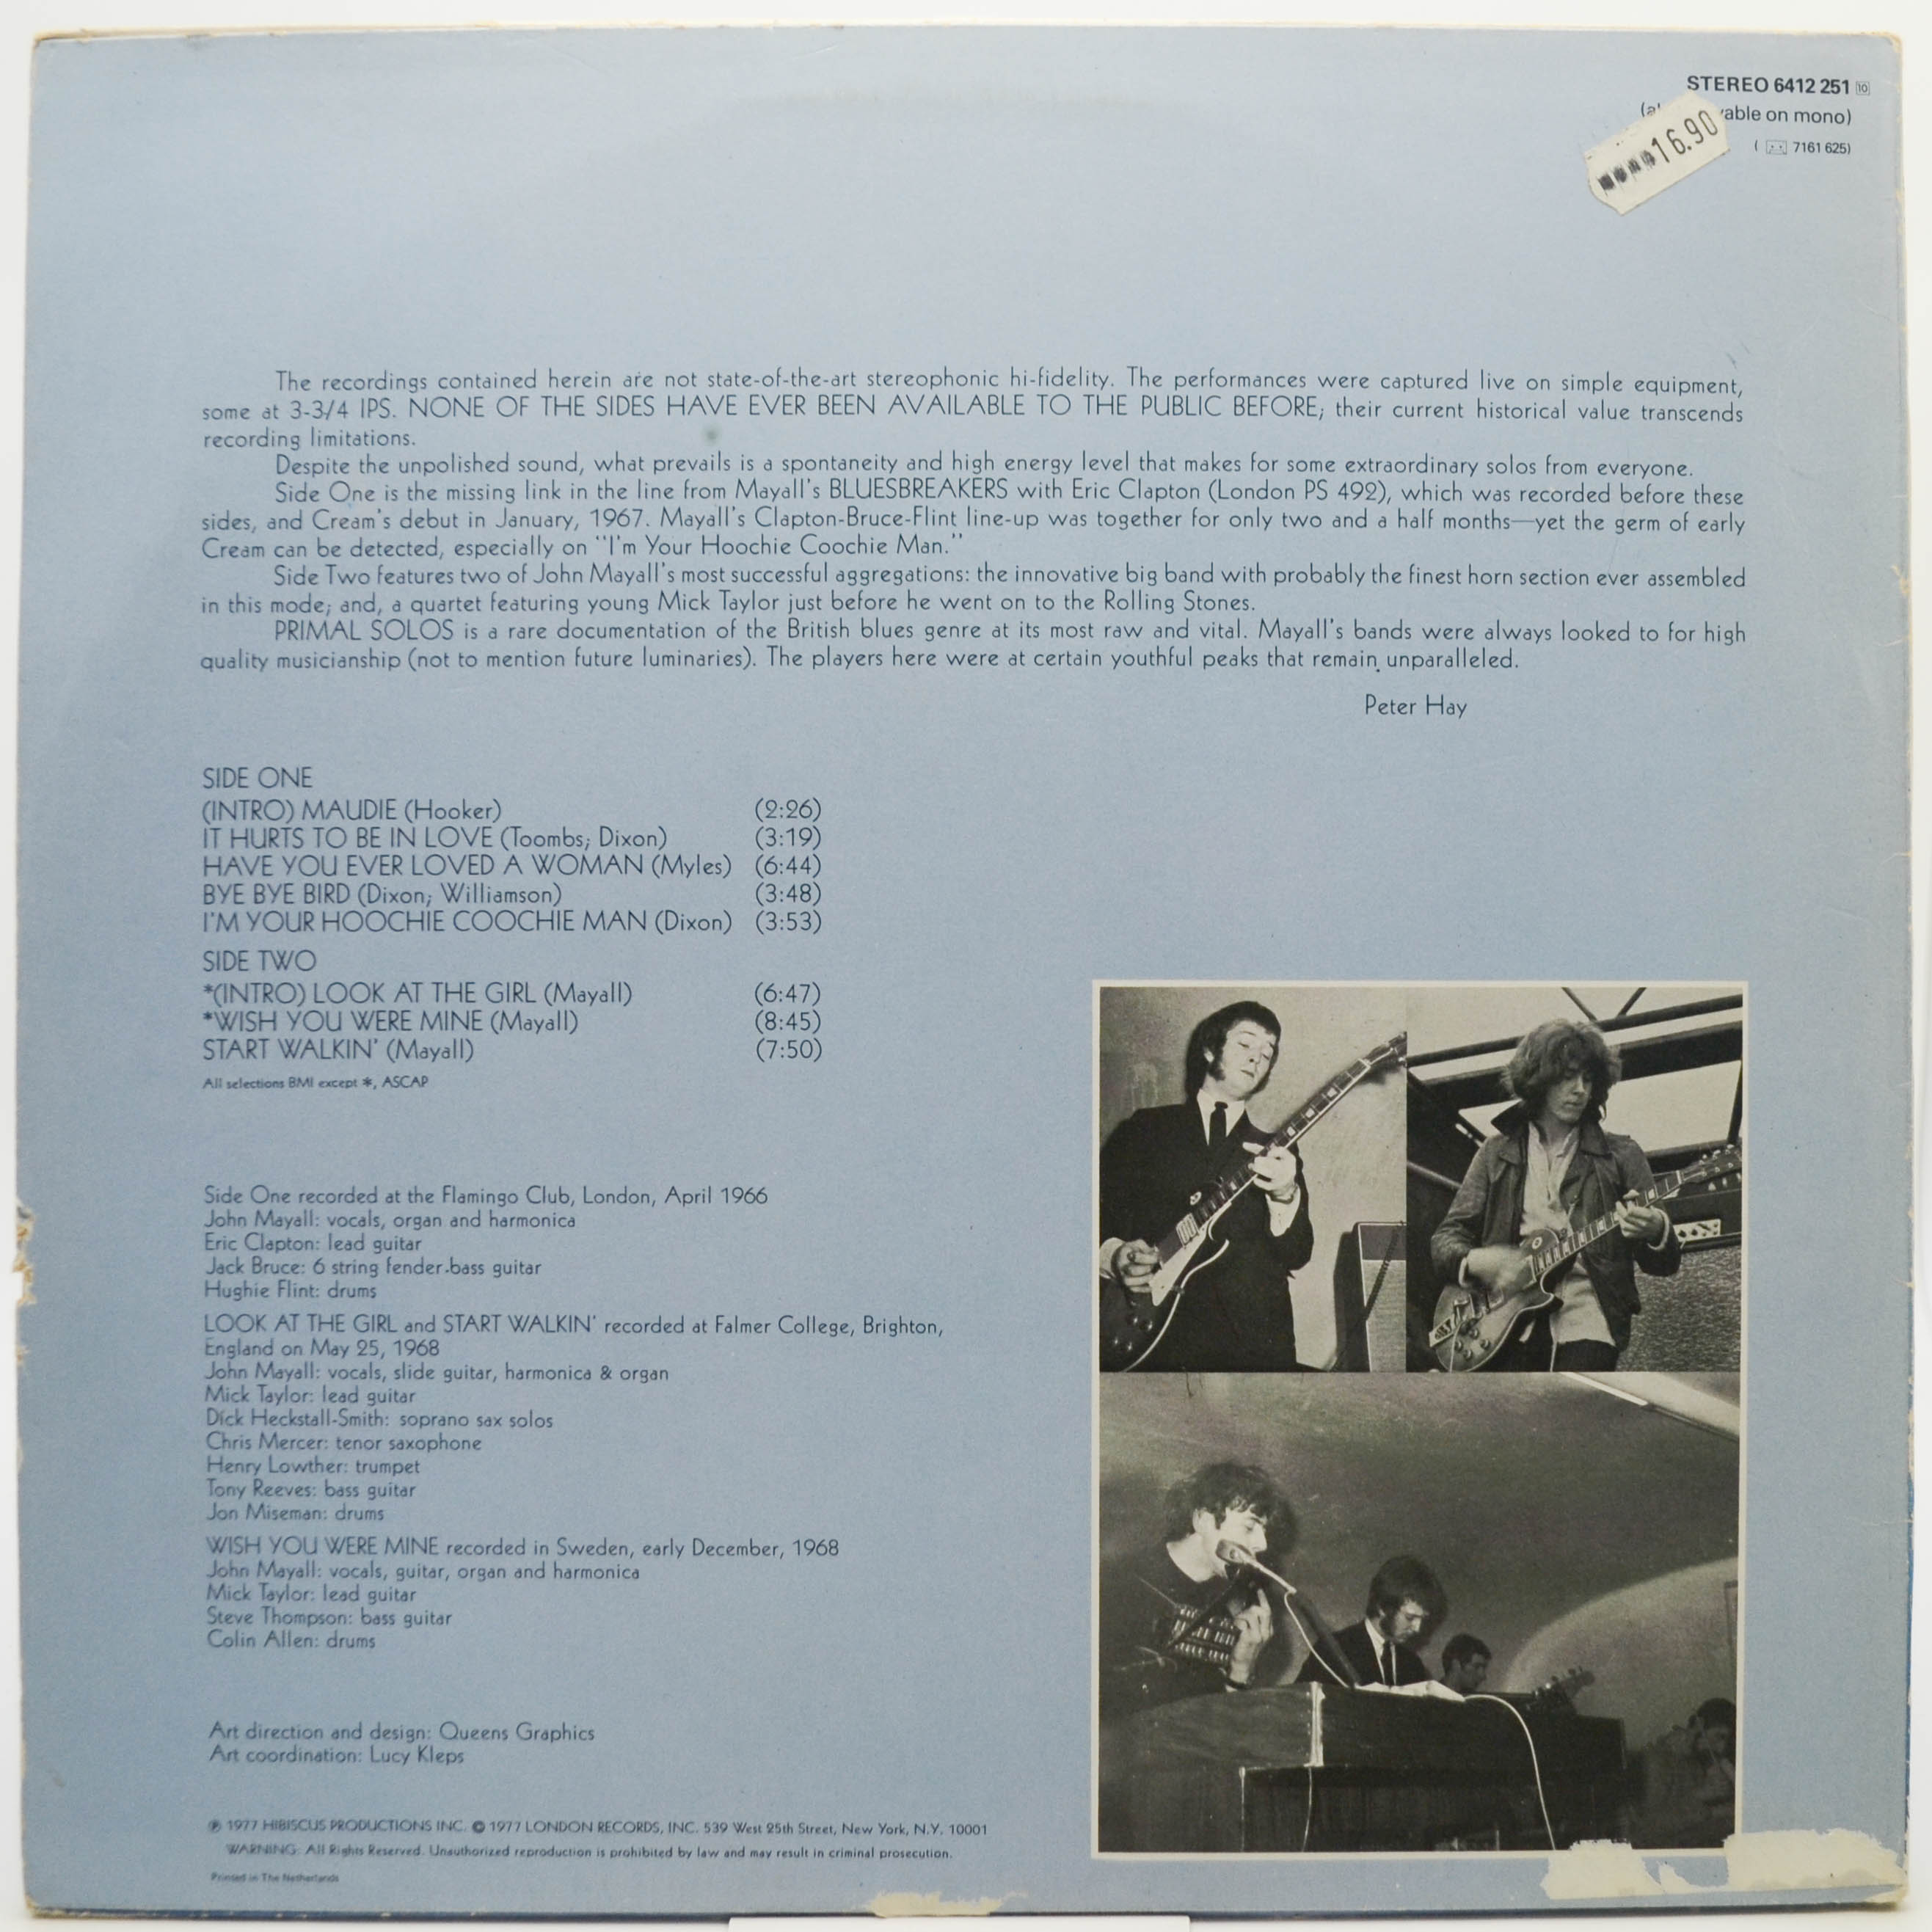 STEREO 6412 251 10
able on mono)
16.90
( 7161 625)
The recordings contained herein are not state-of-the-art stereophonic hi-fidelity. The performances were captured live on simple equipment,
some at 3-3/4 IPS. NONE OF THE SIDES HAVE EVER BEEN AVAILABLE TO THE PUBLIC BEFORE; their current historical value transcends
recording limitations.
Despite the unpolished sound, what prevails is a spontaneity and high energy level that makes for some extraordinary solos from everyone.
Side One is the missing link in the line from Mayall's BLUESBREAKERS with Eric Clapton (London PS 492), which was recorded before these
sides, and Cream's debut in January, 1967. Mayall's Clapton-Bruce-Flint line-up was together for only two and a half months—yet the germ of early
Cream can be detected, especially on "I'm Your Hoochie Coochie Man."
Side Two features two of John Mayall's most successful aggregations: the innovative big band with probably the finest horn section ever assembled
in this mode; and, a quartet featuring young Mick Taylor just before he went on to the Rolling Stones.
PRIMAL SOLOS is a rare documentation of the British blues genre at its most raw and vital. Mayall's bands were always looked to for high
quality musicianship (not to mention future luminaries). The players here were at certain youthful peaks that remain unparalleled.
Peter Hay
SIDE ONE
(INTRO) MAUDIE (Hooker) (2:26)
IT HURTS TO BE IN LOVE (Toombs; Dixon) (3:19)
HAVE YOU EVER LOVED A WOMAN (Myles) (6:44)
BYE BYE BIRD (Dixon; Williamson) (3:48)
I'M YOUR HOOCHIE COOCHIE MAN (Dixon) (3:53)
SIDE TWO
*(INTRO) LOOK AT THE GIRL (Mayall) (6:47)
*WISH YOU WERE MINE (Mayall) (8:45)
START WALKIN' (Mayall) (7:50)
All selections BMI except *, ASCAP
Side One recorded at the Flamingo Club, London, April 1966
John Mayall: vocals, organ and harmonica
Eric Clapton: lead guitar
Jack Bruce: 6 string fender bass guitar
Hughie Flint: drums
LOOK AT THE GIRL and START WALKIN' recorded at Falmer College, Brighton,
England on May 25, 1968
John Mayall: vocals, slide guitar, harmonica & organ
Mick Taylor: lead guitar
Dick Heckstall-Smith: soprano sax solos
Chris Mercer: tenor saxophone
Henry Lowther: trumpet
Tony Reeves: bass guitar
Jon Miseman: drums
WISH YOU WERE MINE recorded in Sweden, early December, 1968
John Mayall: vocals, guitar, organ and harmonica
Mick Taylor: lead guitar
Steve Thompson: bass guitar
Colin Allen: drums
Art direction and design: Queens Graphics
Art coordination: Lucy Kleps
℗ 1977 HIBISCUS PRODUCTIONS INC. © 1977 LONDON RECORDS, INC. 539 West 25th Street, New York, N.Y. 10001
WARNING: All Rights Reserved. Unauthorized reproduction is prohibited by law and may result in criminal prosecution.
Printed in The Netherlands